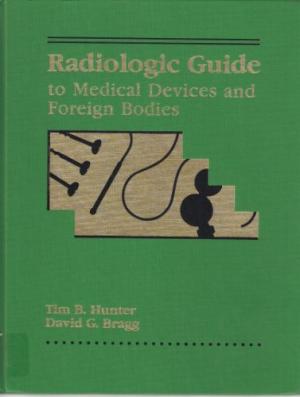 Radiologic Guide
to Medical Devices and
Foreign Bodies
Tim B. Hunter
David G. Bragg